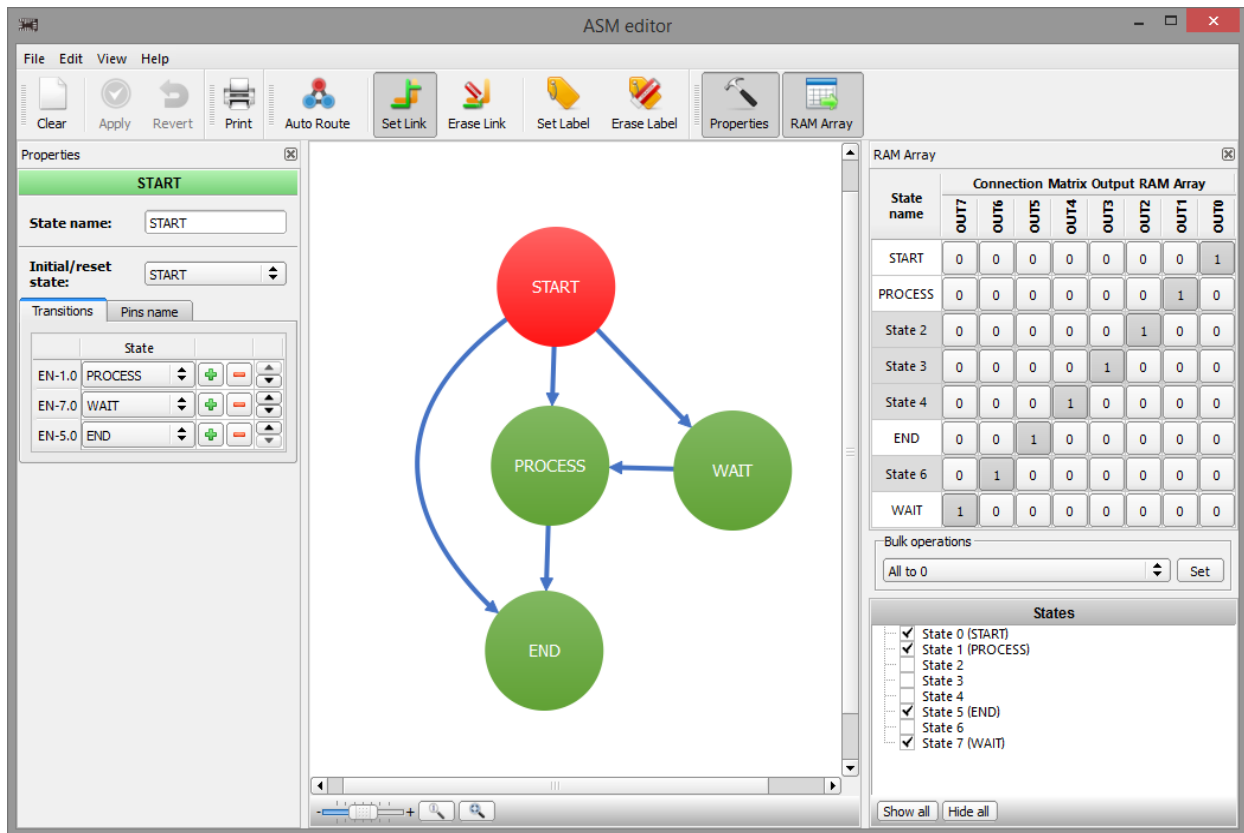 ASM editor
File Edit View Help
Clear Apply Revert Print Auto Route Set Link Erase Link Set Label Erase Label Properties RAM Array
Properties
START
State name: START
Initial/reset state: START
Transitions Pins name
State
EN-1.0 PROCESS
EN-7.0 WAIT
EN-5.0 END
START
PROCESS
WAIT
END
RAM Array
State name
Connection Matrix Output RAM Array
OUT7 OUT6 OUT5 OUT4 OUT3 OUT2 OUT1 OUT0
START 0 0 0 0 0 0 0 1
PROCESS 0 0 0 0 0 0 1 0
State 2 0 0 0 0 0 1 0 0
State 3 0 0 0 0 1 0 0 0
State 4 0 0 0 1 0 0 0 0
END 0 0 1 0 0 0 0 0
State 6 0 1 0 0 0 0 0 0
WAIT 1 0 0 0 0 0 0 0
Bulk operations
All to 0 Set
States
State 0 (START)
State 1 (PROCESS)
State 2
State 3
State 4
State 5 (END)
State 6
State 7 (WAIT)
Show all Hide all
- +